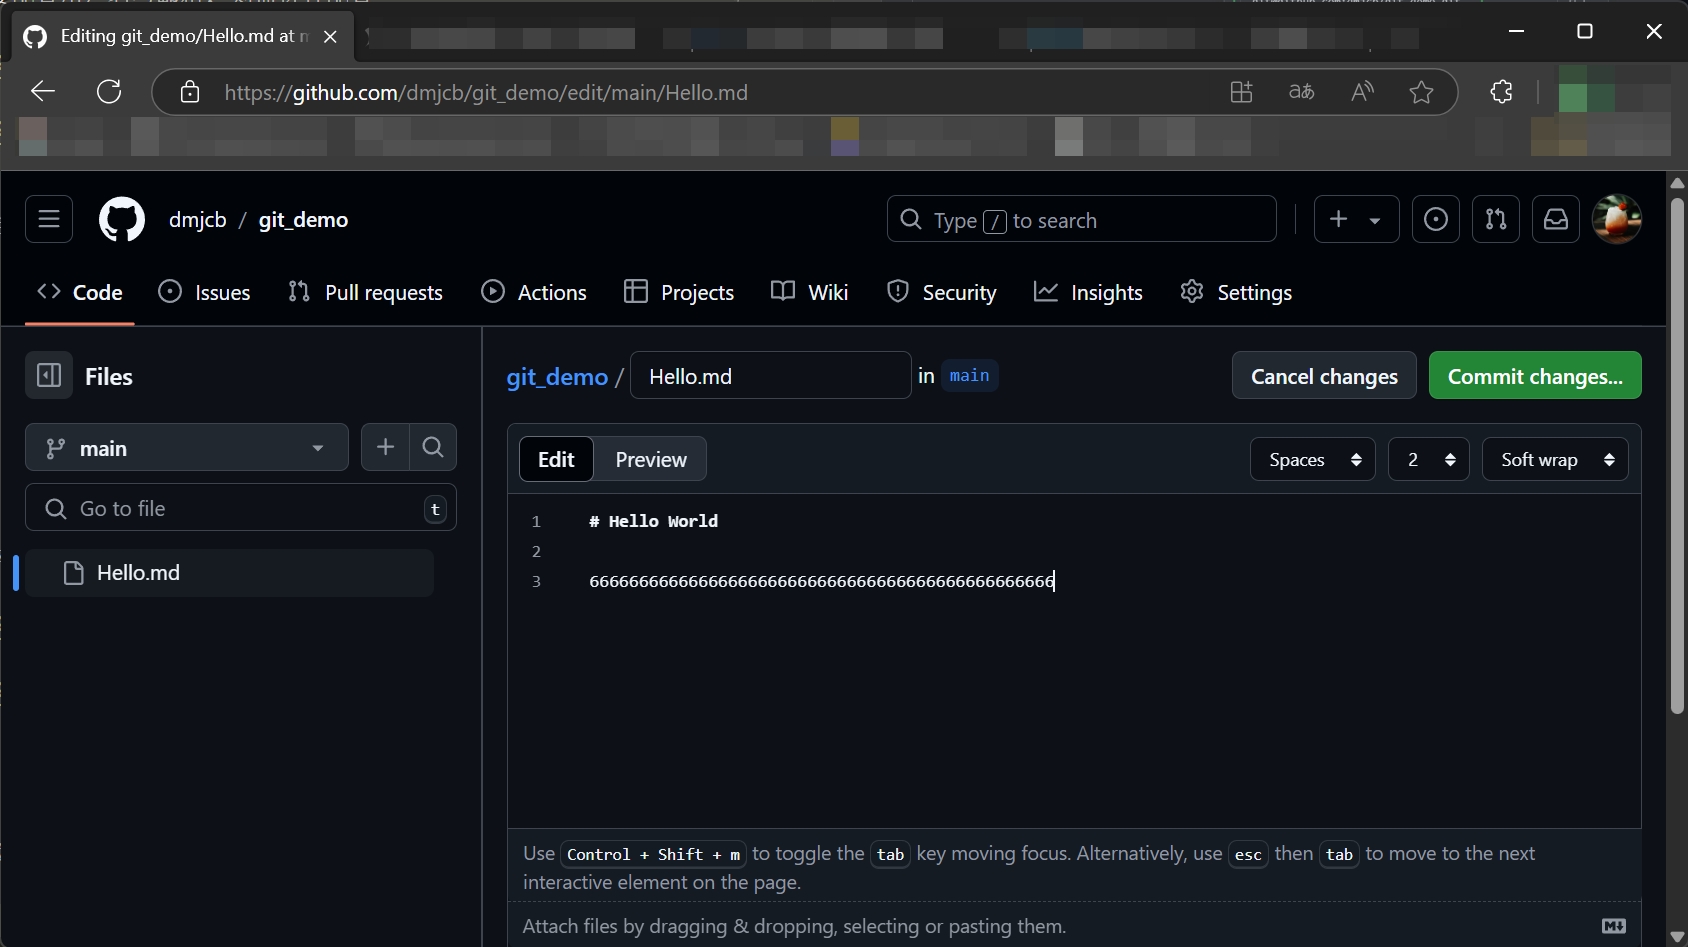 Editing git_demo/Hello.md at m
https://github.com/dmjcb/git_demo/edit/main/Hello.md
aあ
A
dmjcb / git_demo
Type / to search
Code
Issues
Pull requests
Actions
Projects
Wiki
Security
Insights
Settings
Files
main
Go to file
t
Hello.md
git_demo / Hello.md in main
Cancel changes
Commit changes...
Edit
Preview
Spaces
2
Soft wrap
1 # Hello World
2
3 66666666666666666666666666666666666666666666666
Use Control + Shift + m to toggle the tab key moving focus. Alternatively, use esc then tab to move to the next
interactive element on the page.
Attach files by dragging & dropping, selecting or pasting them.